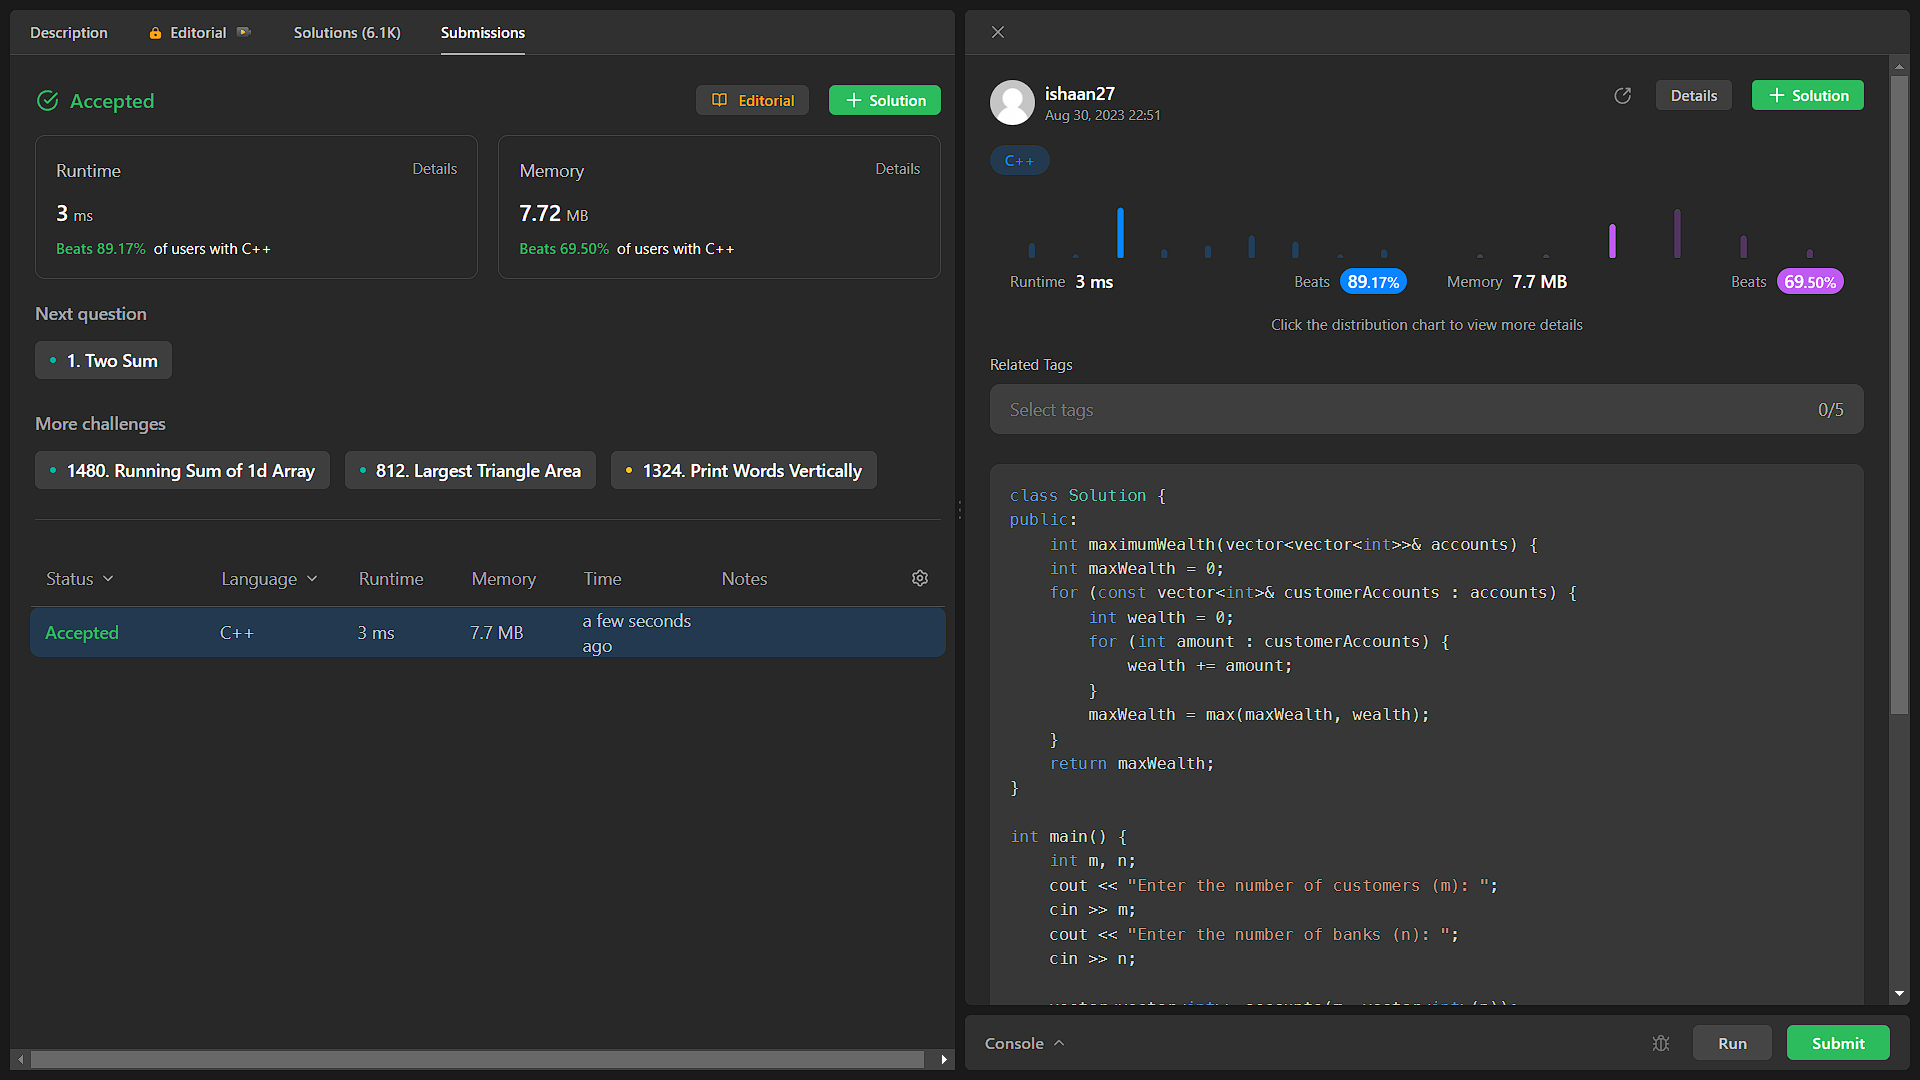 Description
Editorial
Solutions (6.1K)
Submissions
Accepted
Editorial
Solution
Runtime
Details
3 ms
Beats 89.17% of users with C++
Memory
Details
7.72 MB
Beats 69.50% of users with C++
Next question
1. Two Sum
More challenges
1480. Running Sum of 1d Array
812. Largest Triangle Area
1324. Print Words Vertically
Status Language Runtime Memory Time Notes
Accepted C++ 3 ms 7.7 MB a few seconds
ago
ishaan27
Aug 30, 2023 22:51
Details
Solution
C++
Runtime 3 ms Beats 89.17%
Memory 7.7 MB Beats 69.50%
Click the distribution chart to view more details
Related Tags
Select tags 0/5
class Solution {
public:
    int maximumWealth(vector<vector<int>>& accounts) {
    int maxWealth = 0;
    for (const vector<int>& customerAccounts : accounts) {
        int wealth = 0;
        for (int amount : customerAccounts) {
            wealth += amount;
        }
        maxWealth = max(maxWealth, wealth);
    }
    return maxWealth;
}
int main() {
    int m, n;
    cout << "Enter the number of customers (m): ";
    cin >> m;
    cout << "Enter the number of banks (n): ";
    cin >> n;
Console
Run
Submit